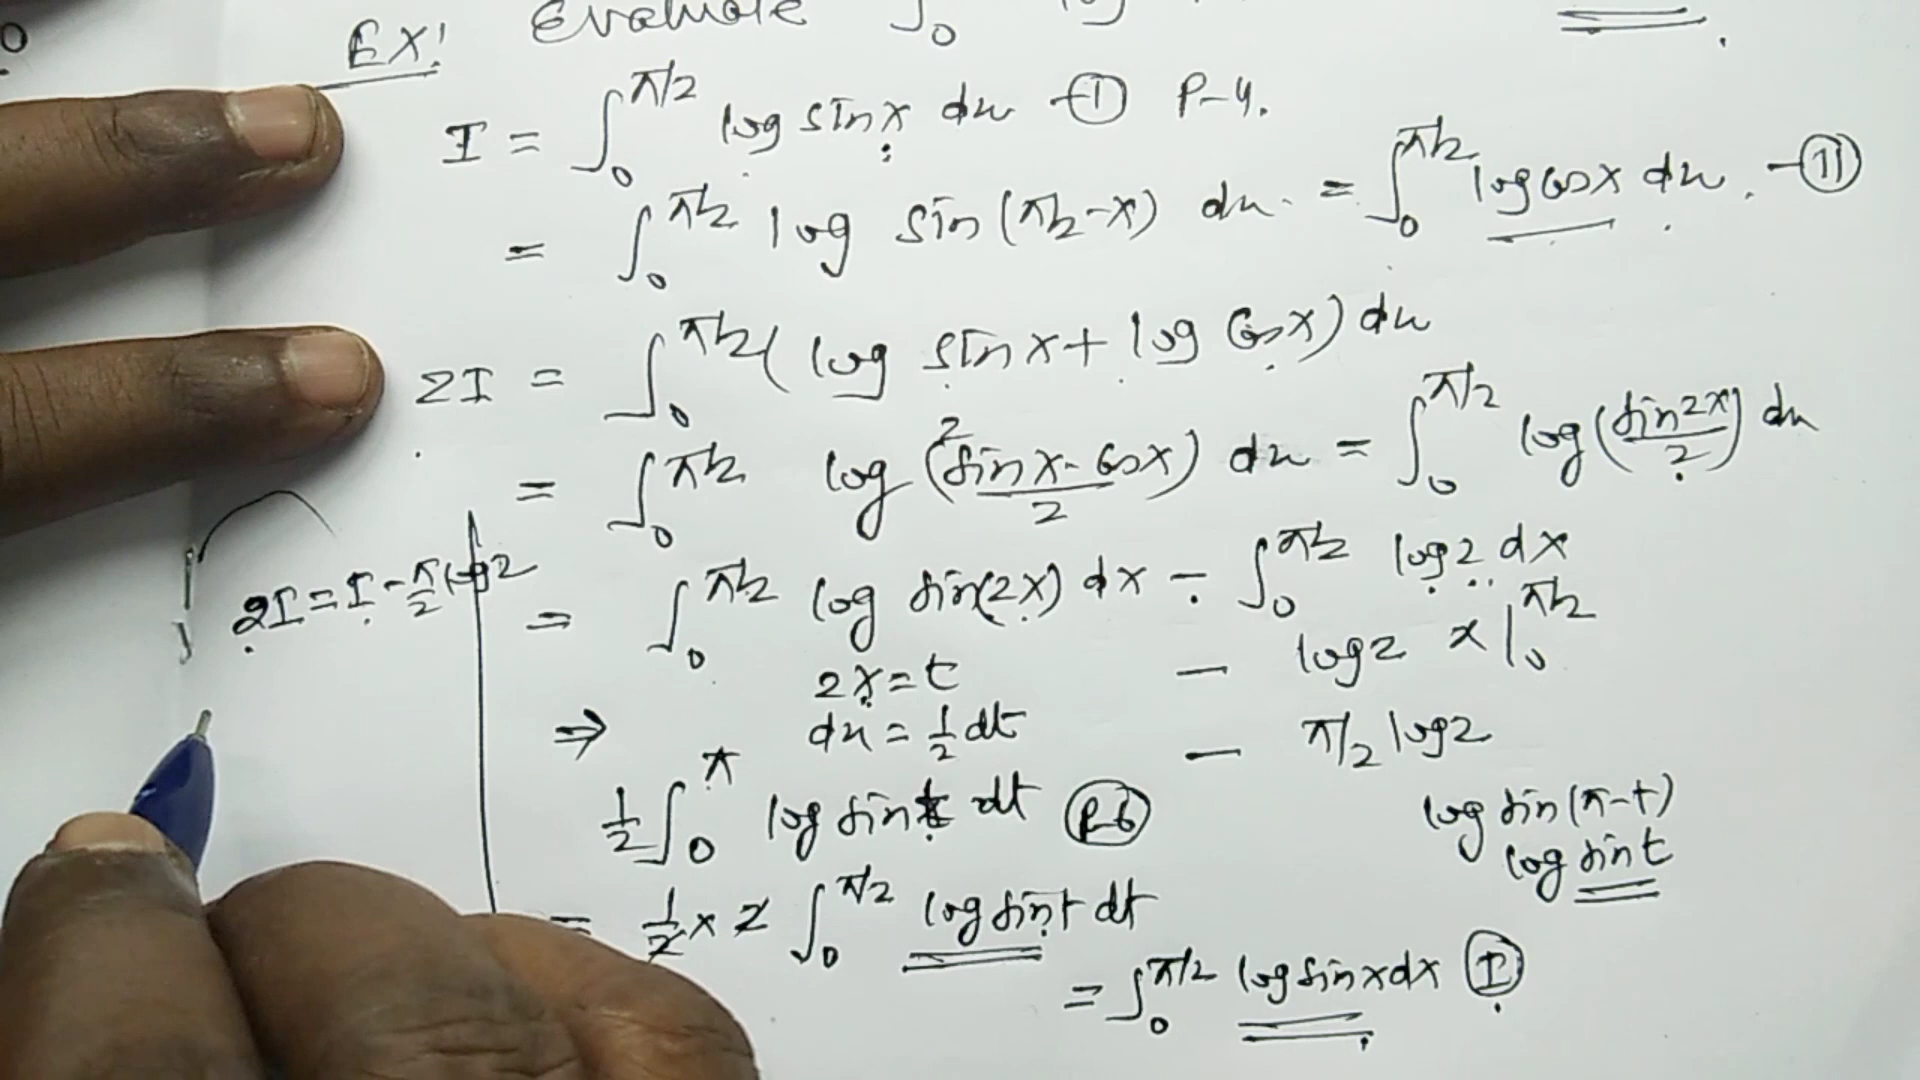 EX! Evaluate ∫₀
I = ∫₀^π/2 log sin x dx -① P-4.
= ∫₀^π/2 log sin (π/2-x) dx. = ∫₀^π/2 log cos x dx. -⑪
2I = ∫₀^π/2 ( log sin x + log cos x) dx
= ∫₀^π/2 log (2 sin x · cos x / 2) dx = ∫₀^π/2 log (sin 2x / 2) dx
= ∫₀^π/2 log sin(2x) dx - ∫₀^π/2 log 2 dx
2I = I - π/2 log 2
2x = t - log 2 x |₀^π/2
⇒ dx = 1/2 dt - π/2 log 2
1/2 ∫₀^π log sin t dt (P-6) log sin (π-t)
log sin t
= 1/2 x 2 ∫₀^π/2 log sin t dt
= ∫₀^π/2 log sin x dx (I)